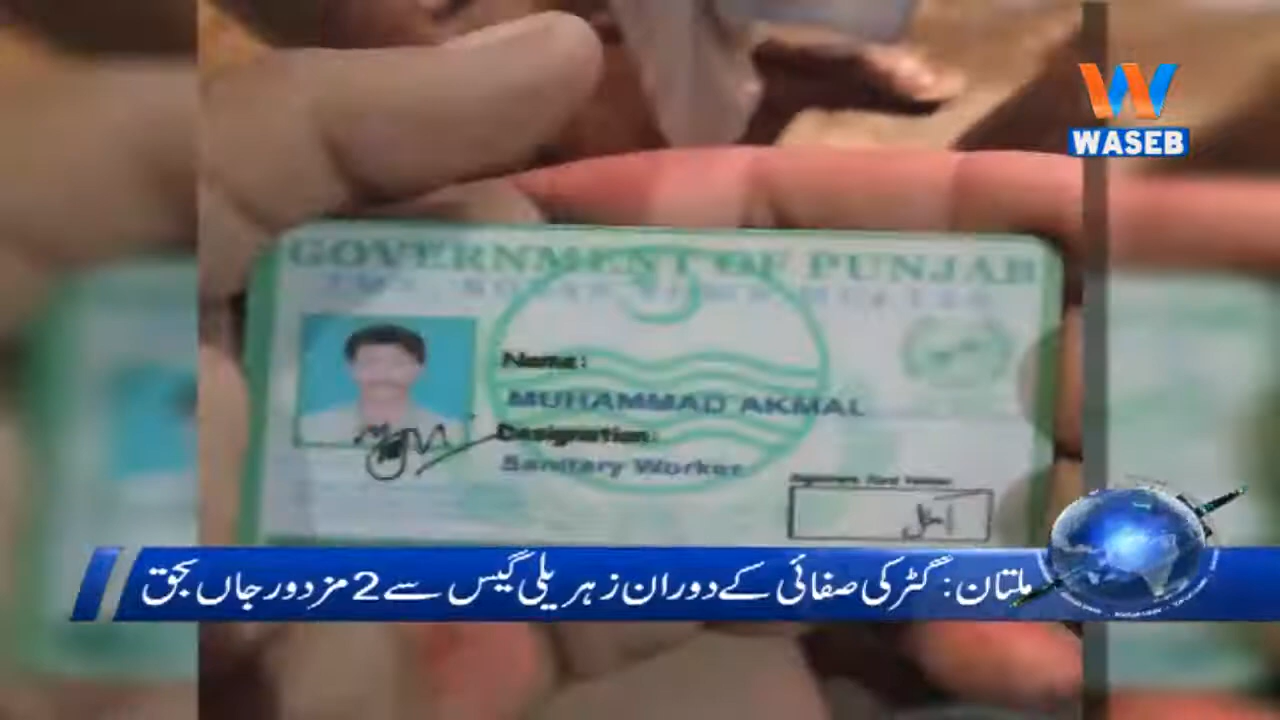 WASEB
GOVERNMENT OF PUNJAB
Name:
MUHAMMAD AKMAL
Designation:
Sanitary Worker
اکمل
ملتان: گٹر کی صفائی کے دوران زہریلی گیس سے 2 مزدور جاں بحق